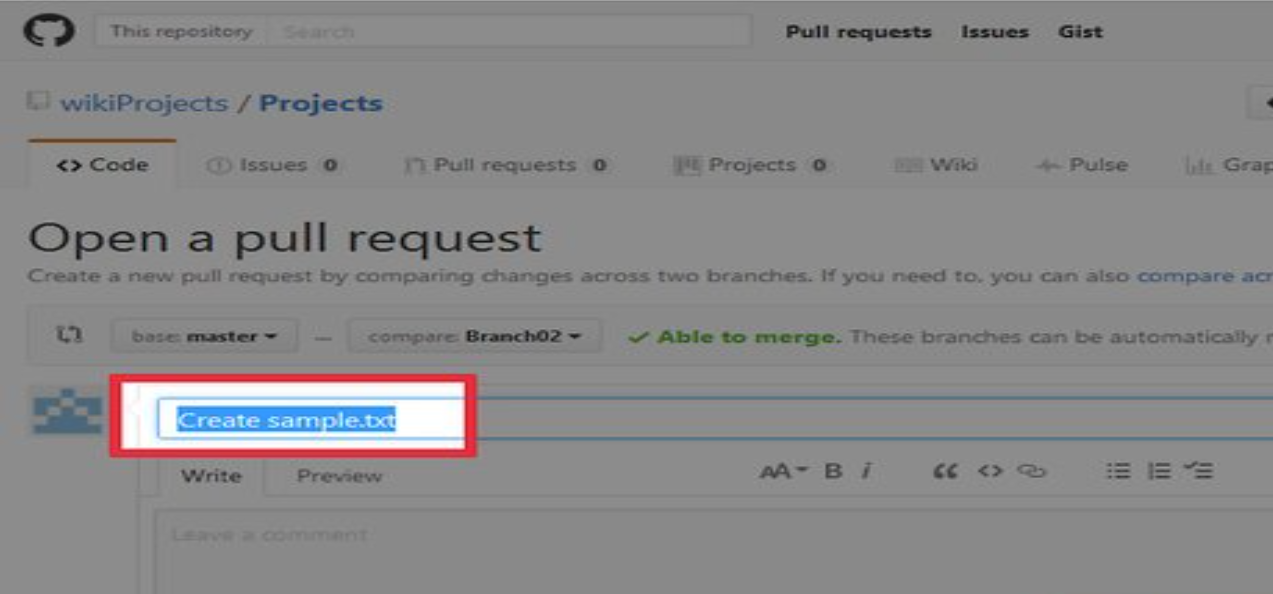 This repository Search Pull requests Issues Gist
wikiProjects / Projects
<> Code Issues 0 Pull requests 0 Projects 0 Wiki Pulse Grap
Open a pull request
Create a new pull request by comparing changes across two branches. If you need to, you can also compare acr
base: master ... compare: Branch02 Able to merge. These branches can be automatically
Create sample.txt
Write Preview AA B i
Leave a comment